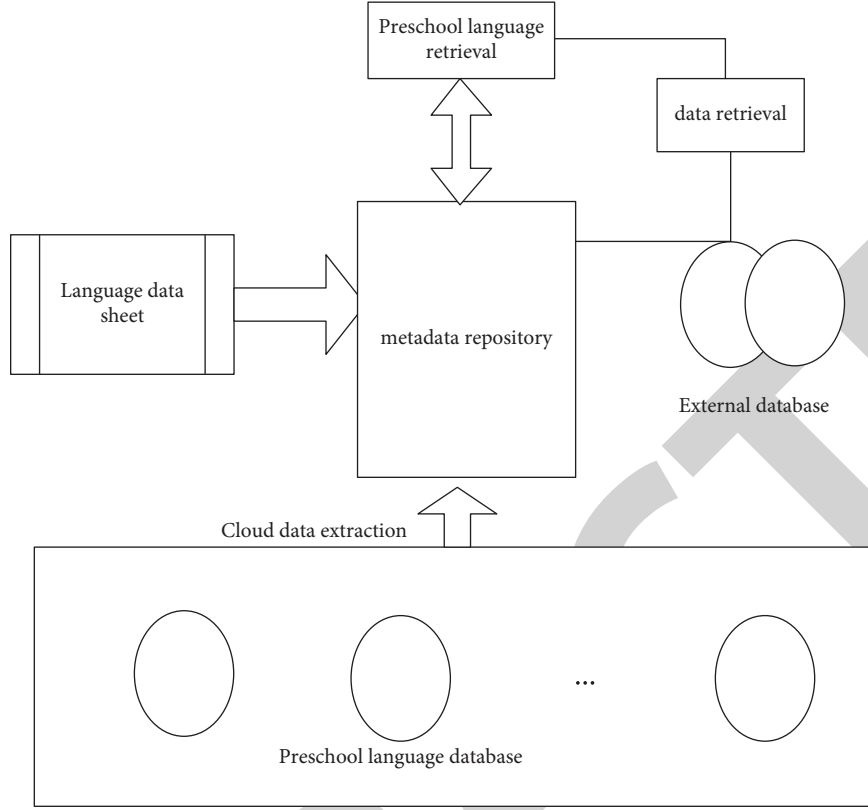 Preschool language
retrieval
data retrieval
Language data
sheet
metadata repository
External database
Cloud data extraction
...
Preschool language database